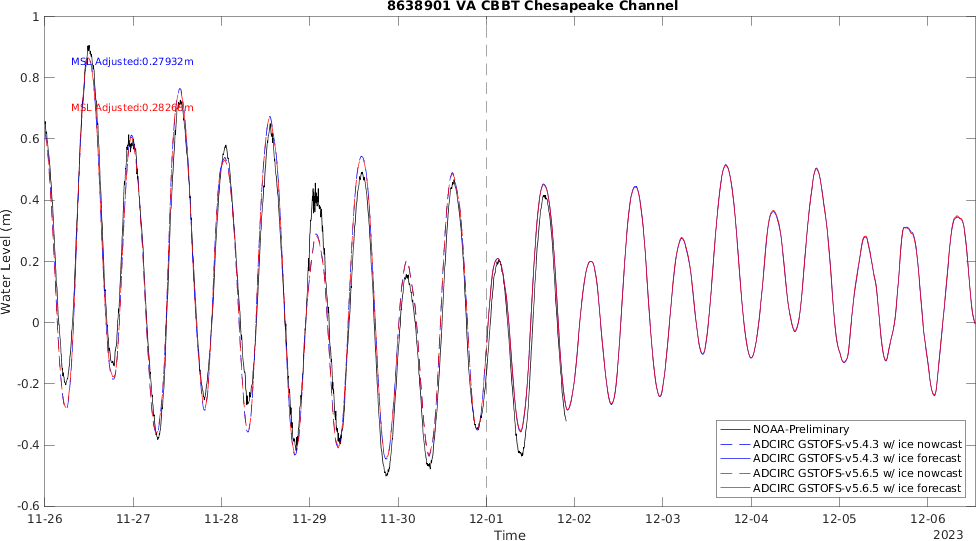 8638901 VA CBBT Chesapeake Channel
1
0.8
0.6
0.4
0.2
0
-0.2
-0.4
-0.6
Water Level (m)
MSL Adjusted:0.27932m
MSL Adjusted:0.28268m
NOAA-Preliminary
ADCIRC GSTOFS-v5.4.3 w/ ice nowcast
ADCIRC GSTOFS-v5.4.3 w/ ice forecast
ADCIRC GSTOFS-v5.6.5 w/ ice nowcast
ADCIRC GSTOFS-v5.6.5 w/ ice forecast
11-26 11-27 11-28 11-29 11-30 12-01 12-02 12-03 12-04 12-05 12-06
Time
2023